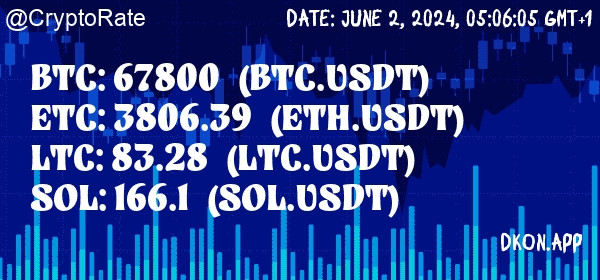 @CryptoRate
DATE: JUNE 2, 2024, 05:06:05 GMT+1
BTC: 67800 (BTC.USDT)
ETC: 3806.39 (ETH.USDT)
LTC: 83.28 (LTC.USDT)
SOL: 166.1 (SOL.USDT)
DKON.APP